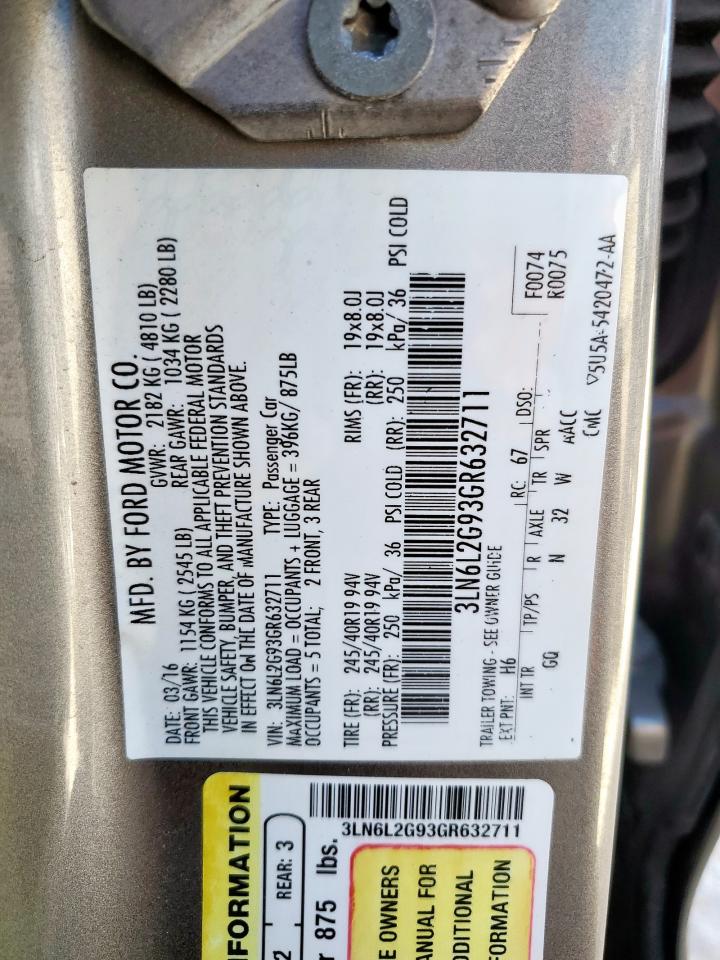 MFD. BY FORD MOTOR CO.
DATE: 03/16 GVWR: 2182 KG ( 4810 LB)
FRONT GAWR: 1154 KG ( 2545 LB) REAR GAWR: 1034 KG ( 2280 LB)
THIS VEHICLE CONFORMS TO ALL APPLICABLE FEDERAL MOTOR
VEHICLE SAFETY, BUMPER, AND THEFT PREVENTION STANDARDS
IN EFFECT ON THE DATE OF MANUFACTURE SHOWN ABOVE.
VIN: 3LN6L2G93GR632711 TYPE: Passenger Car
MAXIMUM LOAD = OCCUPANTS + LUGGAGE = 396KG/ 875LB
OCCUPANTS = 5 TOTAL; 2 FRONT, 3 REAR
TIRE (FR): 245/40R19 94V RIMS (FR): 19x8.0J
(RR): 245/40R19 94V (RR): 19x8.0J
PRESSURE (FR): 250 kPa/ 36 PSI COLD (RR): 250 kPa/ 36 PSI COLD
3LN6L2G93GR632711
TRAILER TOWING - SEE OWNER GUIDE
EXT PNT: H6 RC: 67 DSO: F0074
R0075
INT TR TP/PS R AXLE TR SPR
GQ N 32 W AACC
CMC
▽5U5A-5420472-AA
FORMATION
2 REAR: 3
875 lbs.
3LN6L2G93GR632711
E OWNERS
ANUAL FOR
DDITIONAL
FORMATION